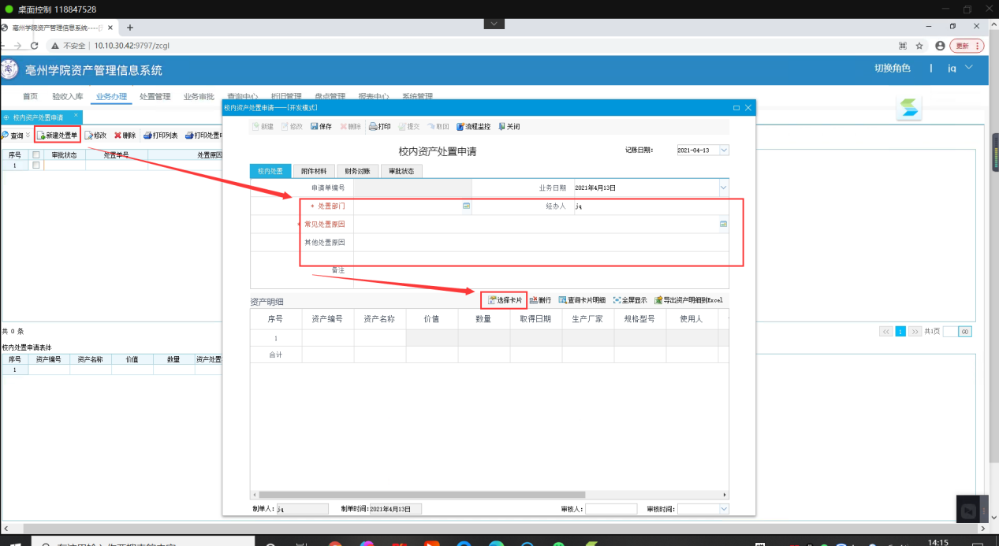 桌面控制 118847528
亳州学院资产管理信息系统----[
不安全 | 10.10.30.42:9797/zcgl
更新
亳州学院资产管理信息系统
切换角色 | jq
首页 验收入库 业务办理 处置管理 业务审批 查询中心 折旧管理 盘点管理 报表中心 系统管理
校内资产处置申请
查询 新建处置单 修改 删除 打印列表 打印处置申
序号 审批状态 处置单号 处置原因
1
共 0 条
1 共1页 GO
校内处置申请表体
序号 资产编号 资产名称 价值 数量 资产处置
1
校内资产处置申请——[开发模式]
新建 修改 保存 删除 打印 提交 取回 流程监控 关闭
校内资产处置申请
记账日期: 2021-04-13
校内处置 附件材料 财务对账 审批状态
申请单编号 业务日期 2021年4月13日
* 处置部门 经办人 jq
* 常见处置原因
其他处置原因
备注
资产明细
选择卡片 删行 查询卡片明细 全屏显示 导出资产明细到Excel
序号 资产编号 资产名称 价值 数量 取得日期 生产厂家 规格型号 使用人
1
合计
制单人: jq 制单时间: 2021年4月13日 审核人: 审核时间:
14:15